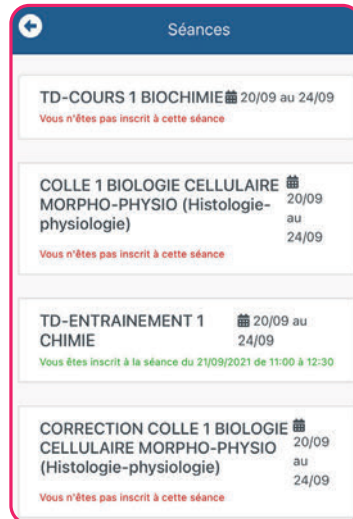 Séances
TD-COURS 1 BIOCHIMIE 20/09 au 24/09
Vous n'êtes pas inscrit à cette séance
COLLE 1 BIOLOGIE CELLULAIRE
MORPHO-PHYSIO (Histologie-
physiologie)
20/09
au
24/09
Vous n'êtes pas inscrit à cette séance
TD-ENTRAINEMENT 1
CHIMIE
20/09 au
24/09
Vous êtes inscrit à la séance du 21/09/2021 de 11:00 à 12:30
CORRECTION COLLE 1 BIOLOGIE
CELLULAIRE MORPHO-PHYSIO
(Histologie-physiologie)
20/09
au
24/09
Vous n'êtes pas inscrit à cette séance